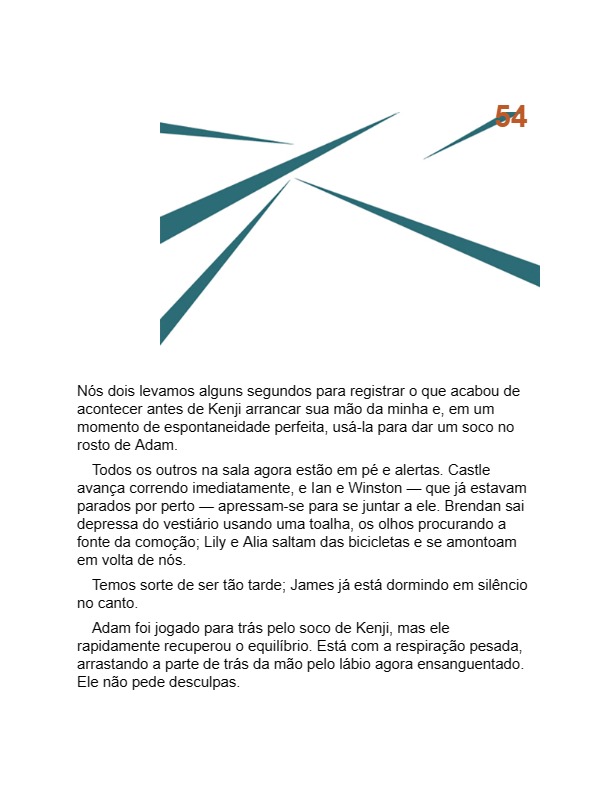 54
Nós dois levamos alguns segundos para registrar o que acabou de
acontecer antes de Kenji arrancar sua mão da minha e, em um
momento de espontaneidade perfeita, usá-la para dar um soco no
rosto de Adam.
Todos os outros na sala agora estão em pé e alertas. Castle
avança correndo imediatamente, e Ian e Winston — que já estavam
parados por perto — apressam-se para se juntar a ele. Brendan sai
depressa do vestiário usando uma toalha, os olhos procurando a
fonte da comoção; Lily e Alia saltam das bicicletas e se amontoam
em volta de nós.
Temos sorte de ser tão tarde; James já está dormindo em silêncio
no canto.
Adam foi jogado para trás pelo soco de Kenji, mas ele
rapidamente recuperou o equilíbrio. Está com a respiração pesada,
arrastando a parte de trás da mão pelo lábio agora ensanguentado.
Ele não pede desculpas.